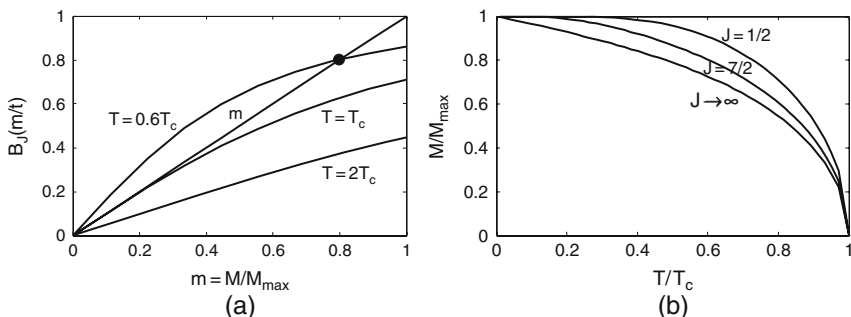 1
0.8
0.6
0.4
0.2
0
B_J(m/t)
T = 0.6T_c
m
T = T_c
T = 2T_c
0 0.2 0.4 0.6 0.8 1
m = M/M_max
(a)
1
0.8
0.6
0.4
0.2
0
M/M_max
J = 1/2
J = 7/2
J → ∞
0 0.2 0.4 0.6 0.8 1
T/T_c
(b)